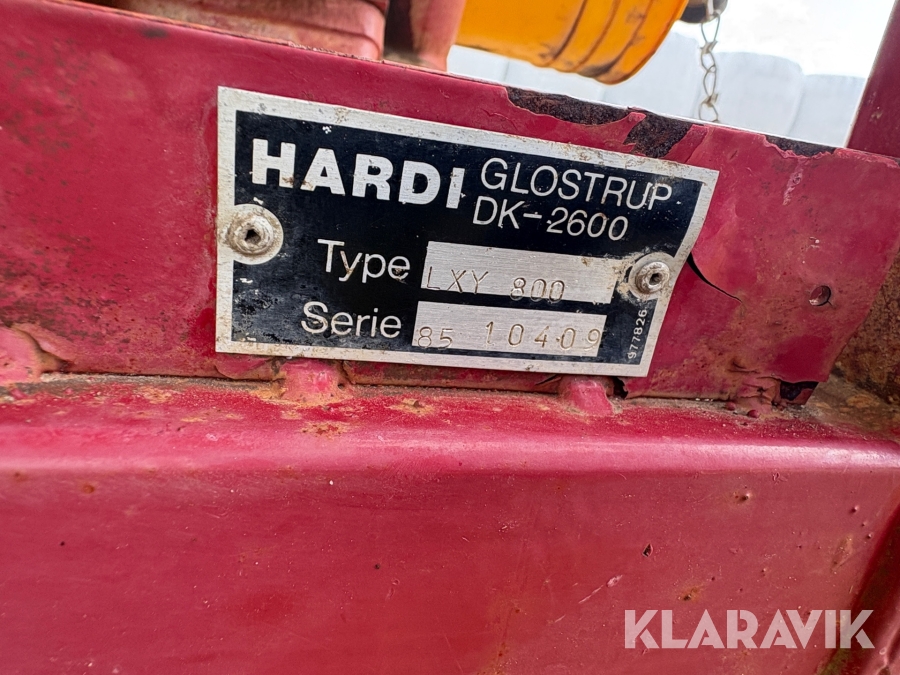 HARDI GLOSTRUP
DK-2600
Type LXY 800
Serie 85 10409
977826
KLARAVIK